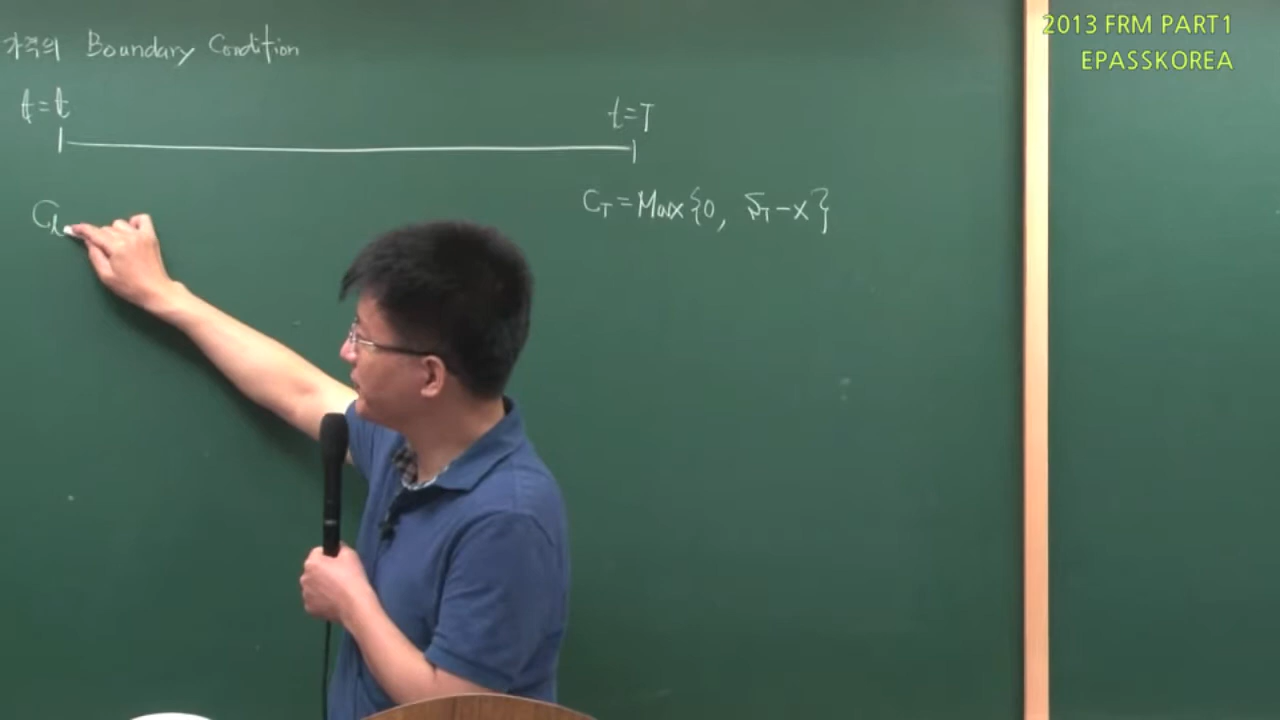 가격의 Boundary Condition
t=t
t=T
C_T = Max{0, S_T - X}
C_t
2013 FRM PART1
EPASSKOREA